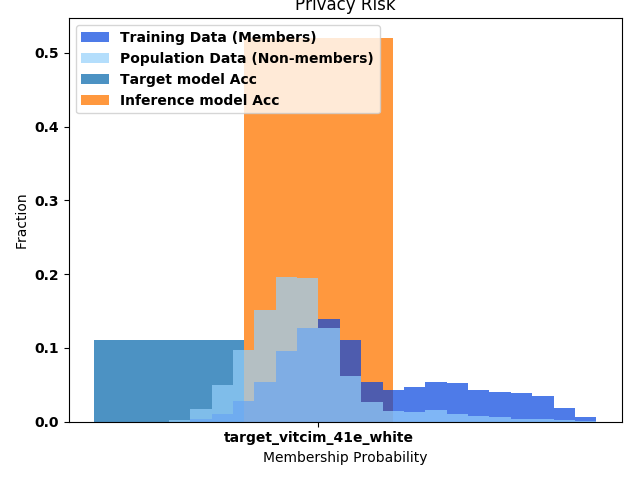 Privacy Risk
Training Data (Members)
Population Data (Non-members)
Target model Acc
Inference model Acc
0.5
0.4
0.3
0.2
0.1
0.0
Fraction
target_vitcim_41e_white
Membership Probability